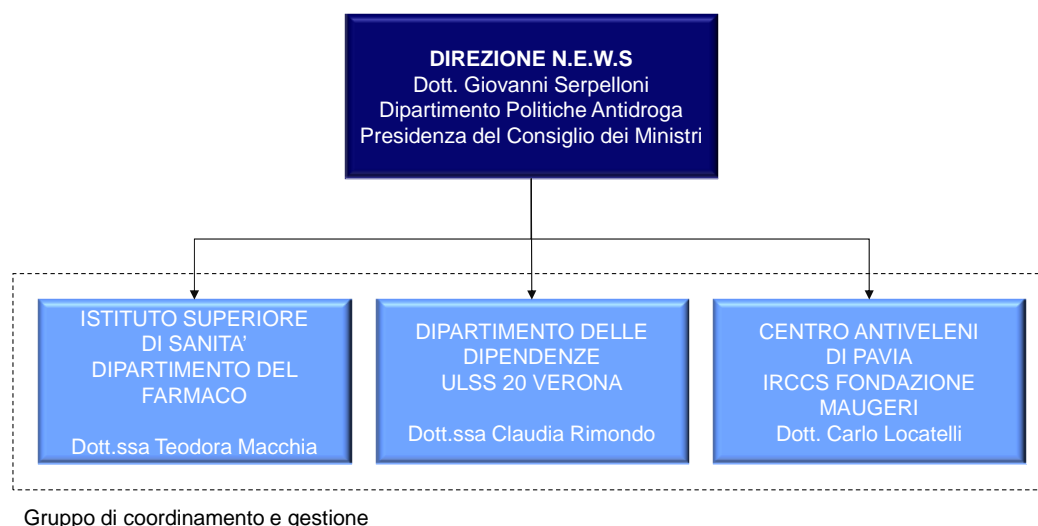 DIREZIONE N.E.W.S
Dott. Giovanni Serpelloni
Dipartimento Politiche Antidroga
Presidenza del Consiglio dei Ministri
ISTITUTO SUPERIORE
DI SANITA’
DIPARTIMENTO DEL
FARMACO
Dott.ssa Teodora Macchia
DIPARTIMENTO DELLE
DIPENDENZE
ULSS 20 VERONA
Dott.ssa Claudia Rimondo
CENTRO ANTIVELENI
DI PAVIA
IRCCS FONDAZIONE
MAUGERI
Dott. Carlo Locatelli
Gruppo di coordinamento e gestione